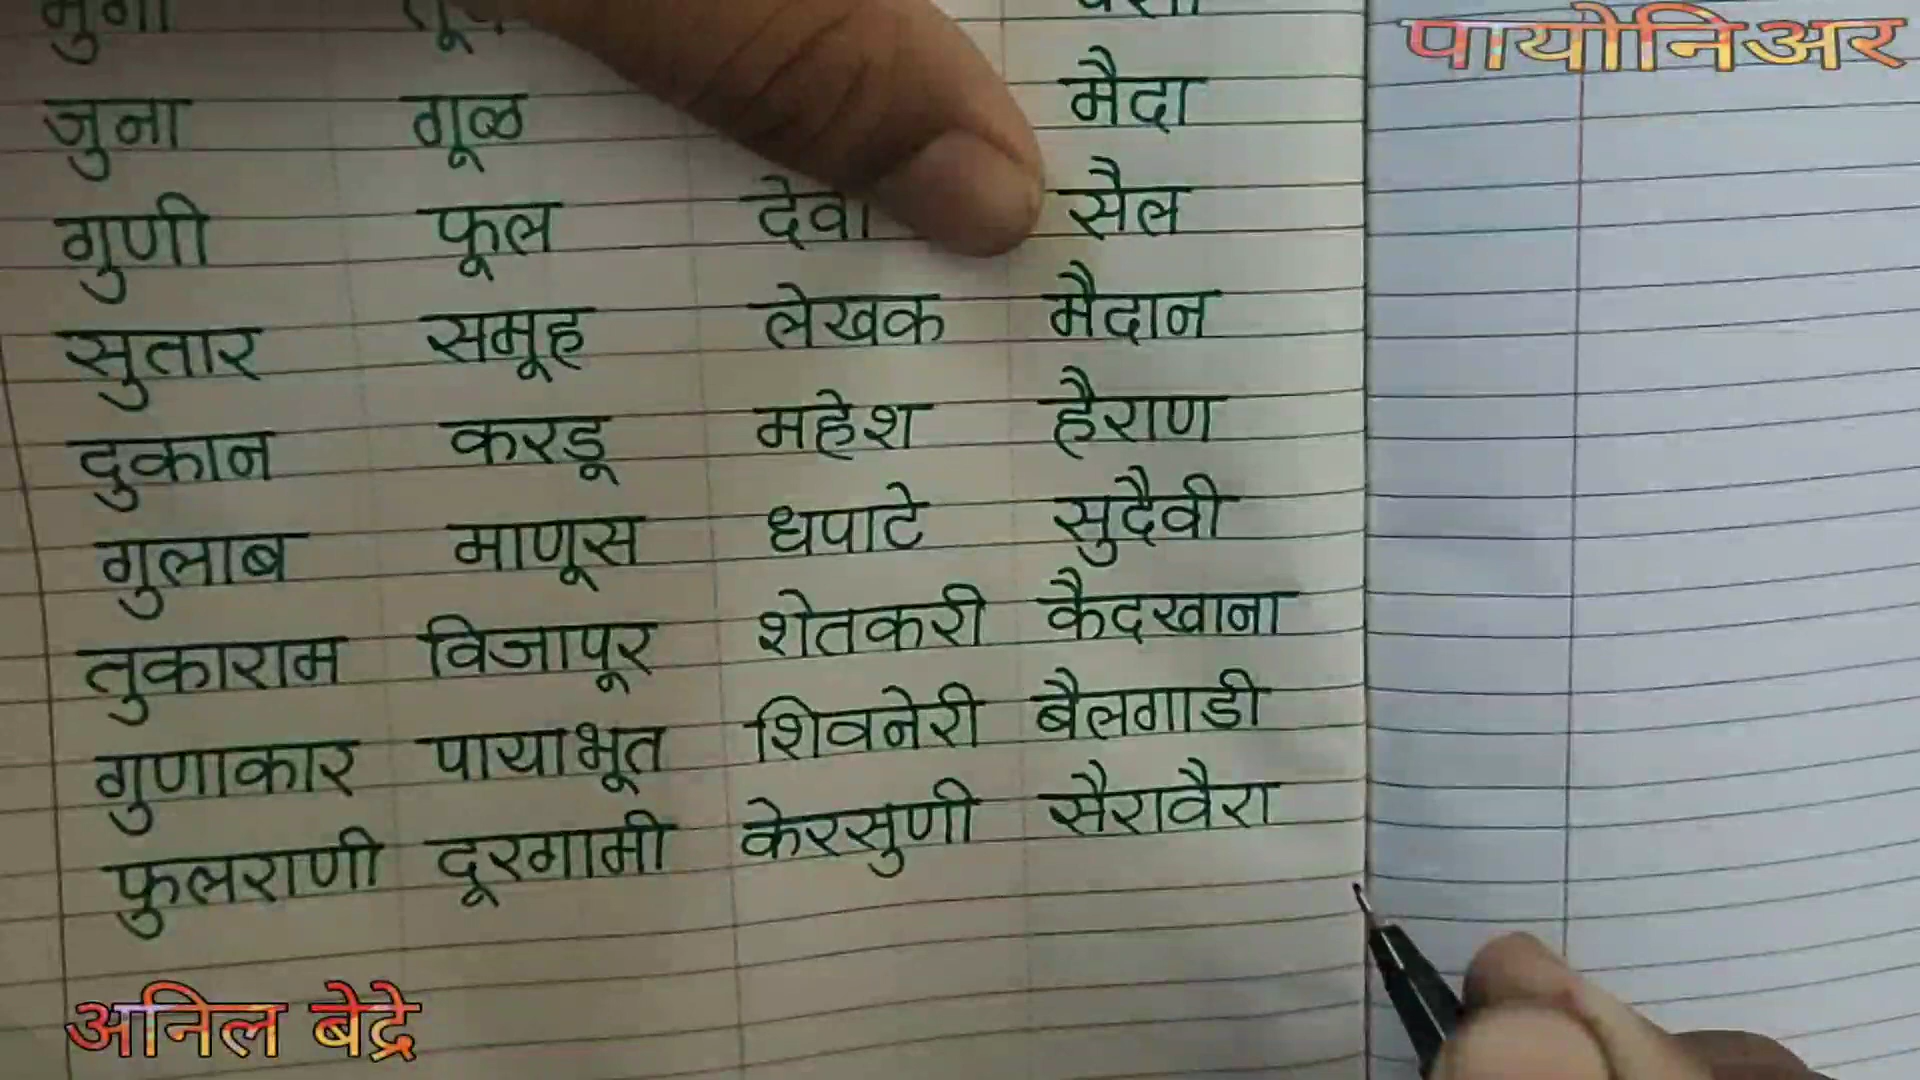 पायोनिअर
मैदा
जुना गूळ
सैल
गुणी फूल देवा
सुतार समूह लेखक मैदान
दुकान करडू महेश हैराण
गुलाब माणूस धपाटे सुदैवी
तुकाराम विजापूर शेतकरी कैदखाना
गुणाकार पायाभूत शिवनेरी बैलगाडी
फुलराणी दूरगामी केरसुणी सैरावैरा
अनिल बेद्रे